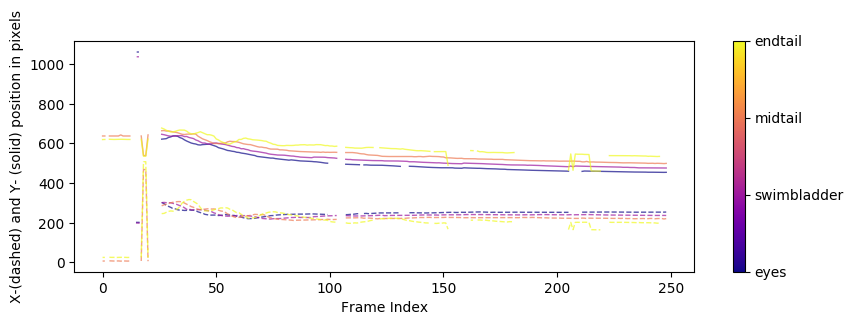 X-(dashed) and Y- (solid) position in pixels
1000
800
600
400
200
0
0
50
100
150
200
250
Frame Index
endtail
midtail
swimbladder
eyes